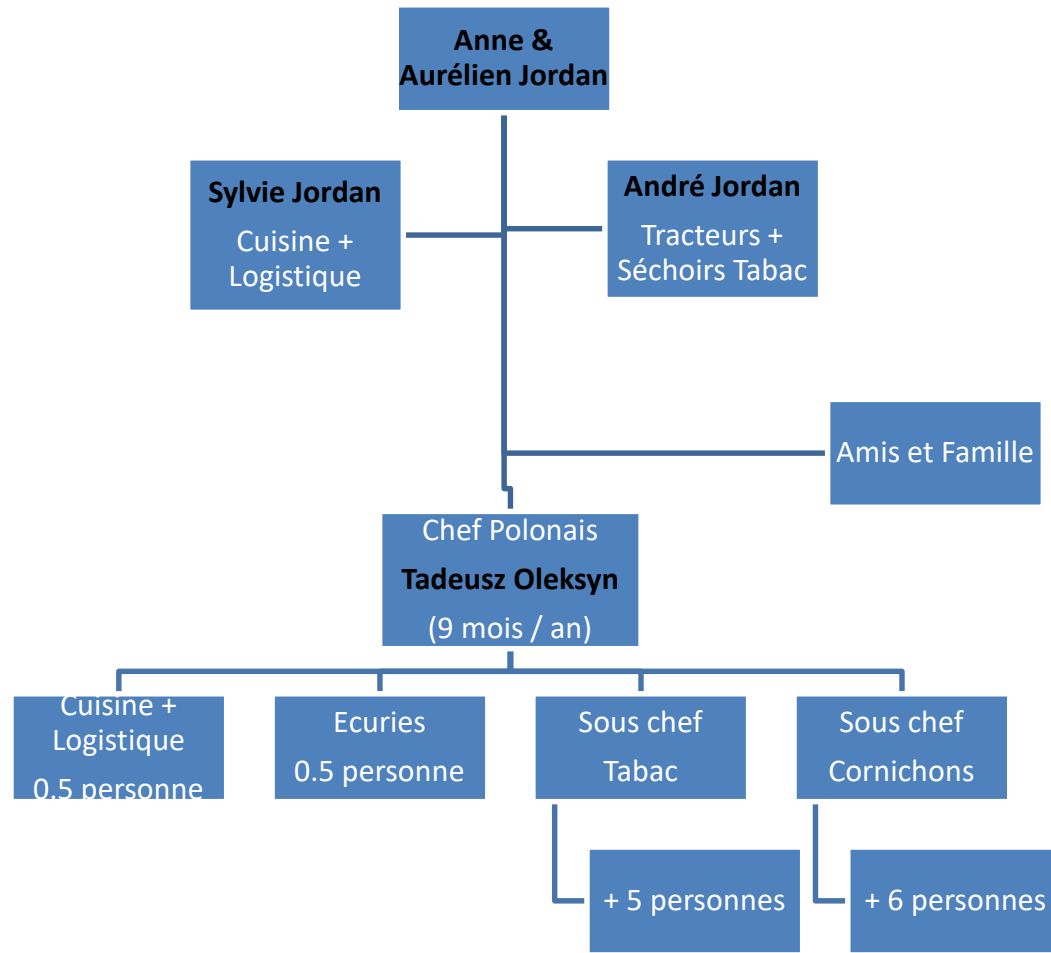 Anne &
Aurélien Jordan
Sylvie Jordan
Cuisine +
Logistique
André Jordan
Tracteurs +
Séchoirs Tabac
Amis et Famille
Chef Polonais
Tadeusz Oleksyn
(9 mois / an)
Cuisine +
Logistique
0.5 personne
Ecuries
0.5 personne
Sous chef
Tabac
Sous chef
Cornichons
+ 5 personnes
+ 6 personnes